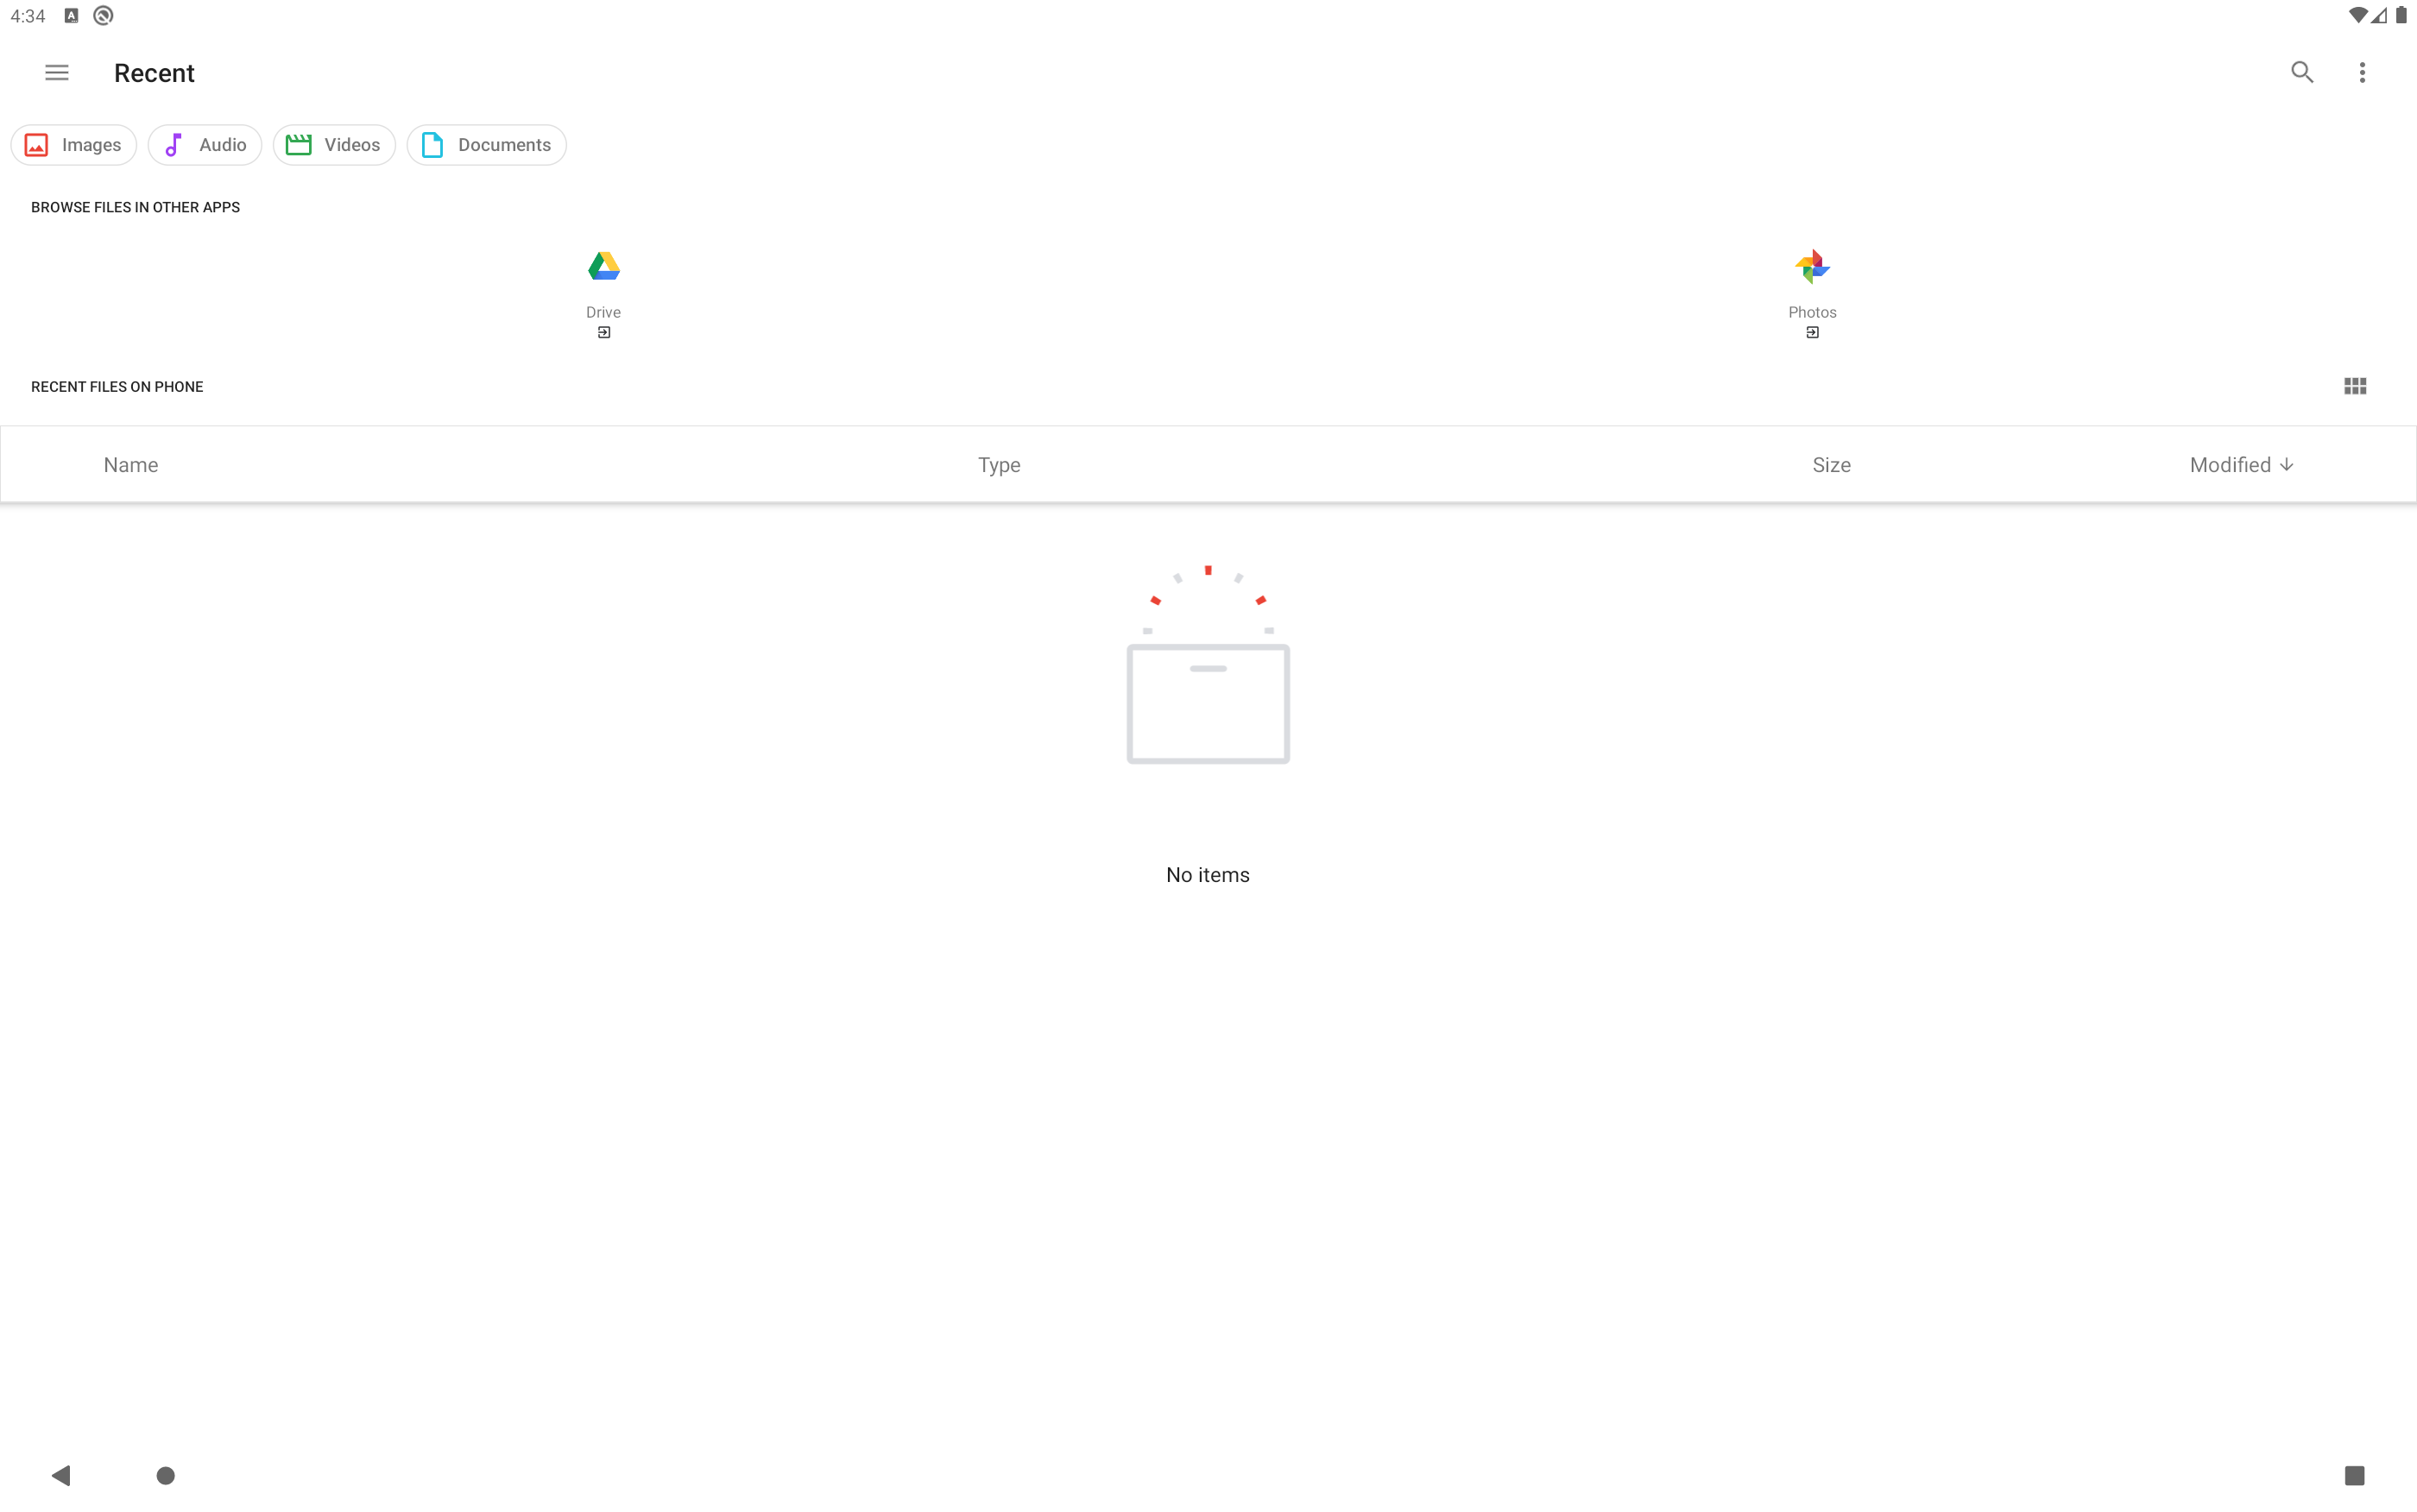 4:34
Recent
Images Audio Videos Documents
BROWSE FILES IN OTHER APPS
Drive Photos
RECENT FILES ON PHONE
Name Type Size Modified
No items